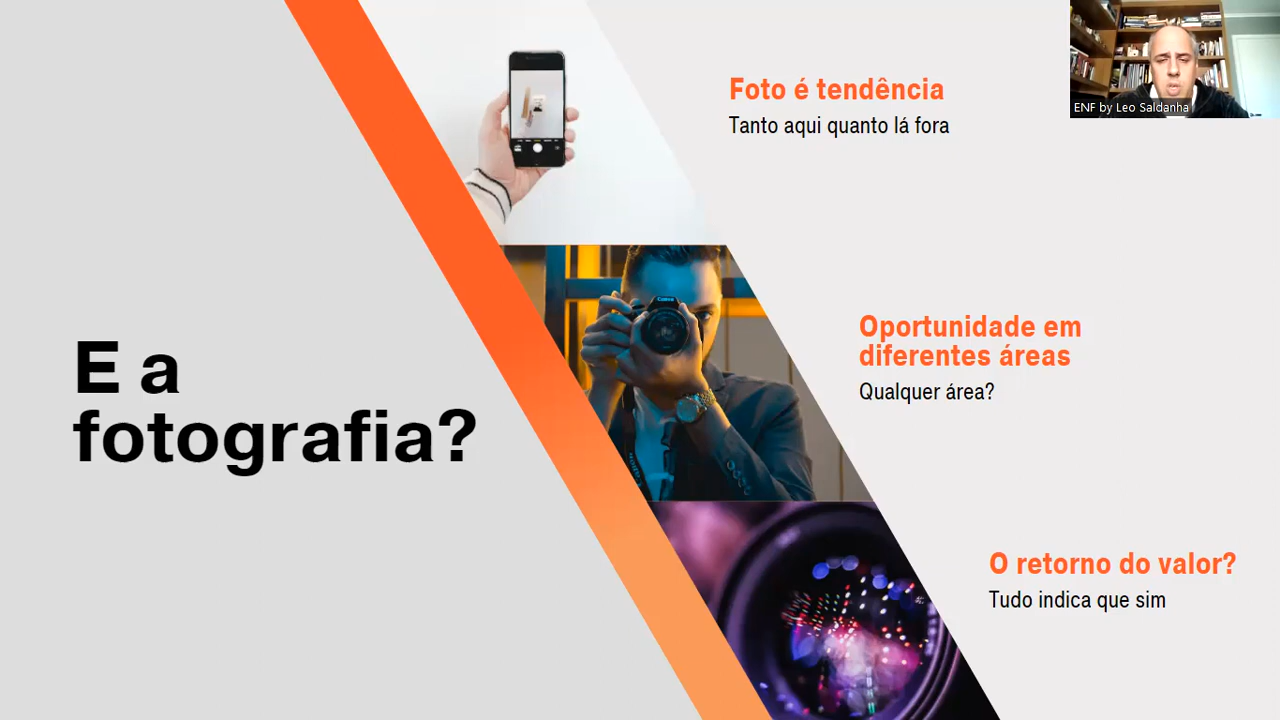 E a
fotografia?
Foto é tendência
Tanto aqui quanto lá fora
Oportunidade em
diferentes áreas
Qualquer área?
O retorno do valor?
Tudo indica que sim
ENF by Leo Saldanha
Canon